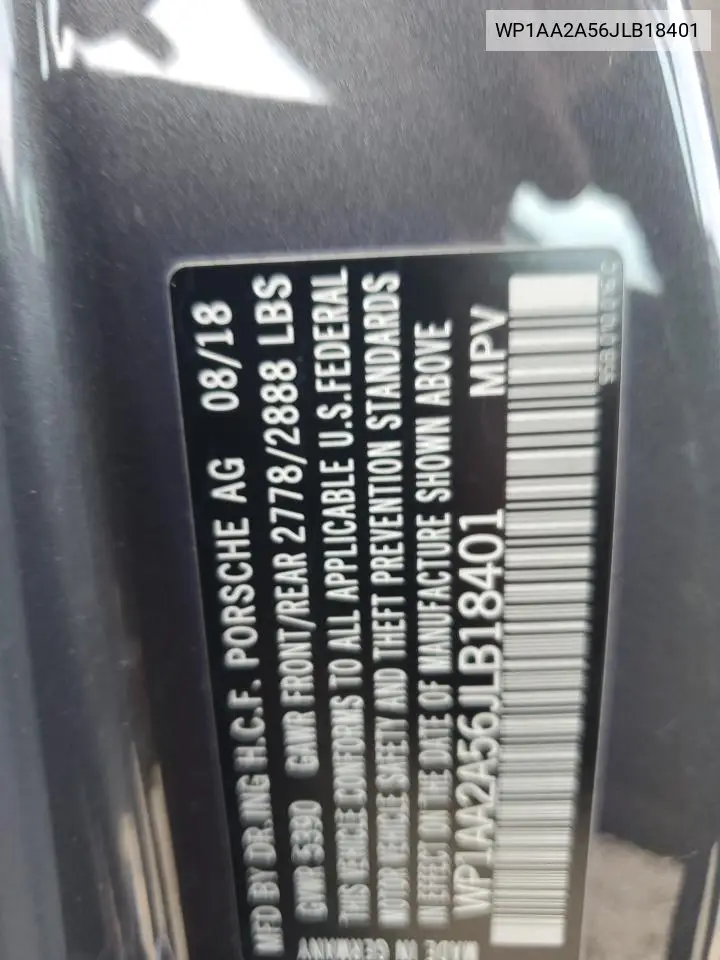 WP1AA2A56JLB18401
MFD BY DR.ING H.C.F. PORSCHE AG 08/18
GVWR 5390 GAWR FRONT/REAR 2778/2888 LBS
THIS VEHICLE CONFORMS TO ALL APPLICABLE U.S.FEDERAL
MOTOR VEHICLE SAFETY AND THEFT PREVENTION STANDARDS
IN EFFECT ON THE DATE OF MANUFACTURE SHOWN ABOVE
WP1AA2A56JLB18401 MPV
MADE IN GERMANY